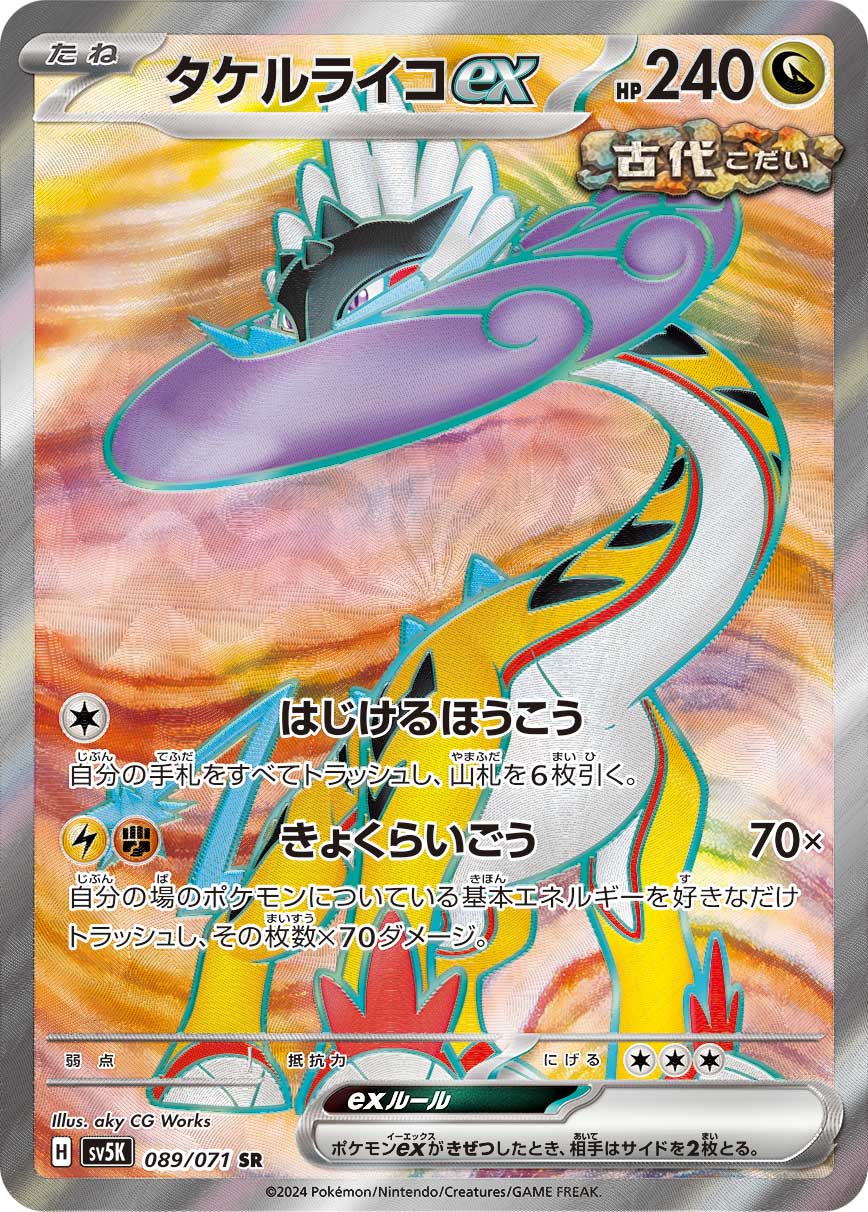 たね
タケルライコex
HP 240
古代 こだい
はじけるほうこう
自分の手札をすべてトラッシュし、山札を6枚引く。
きょくらいごう 70×
自分の場のポケモンについている基本エネルギーを好きなだけ
トラッシュし、その枚数×70ダメージ。
弱点 抵抗力 にげる
exルール
ポケモンexがきぜつしたとき、相手はサイドを2枚とる。
Illus. aky CG Works
H sv5K 089/071 SR
©2024 Pokémon/Nintendo/Creatures/GAME FREAK.